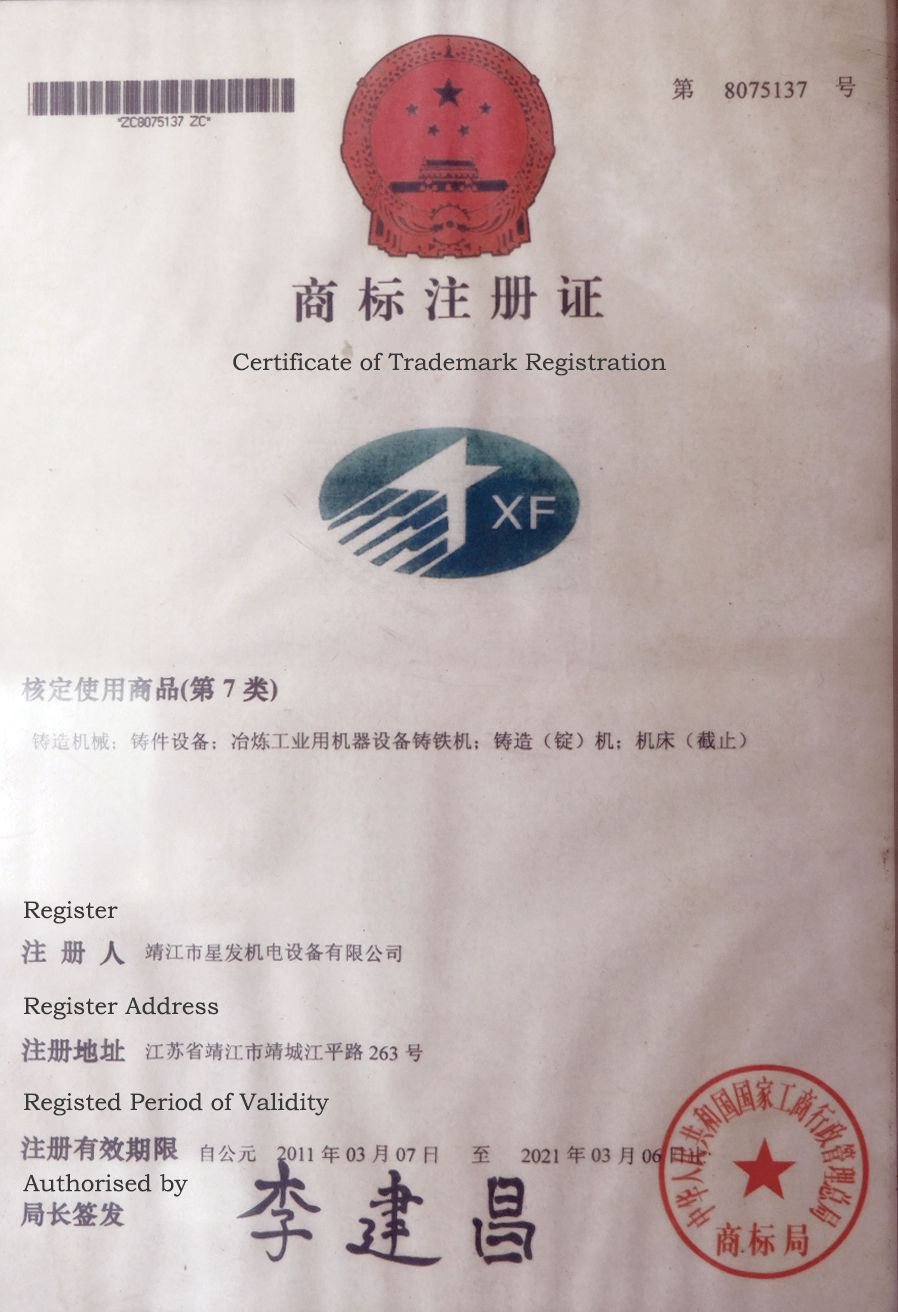 第 8075137 号
*ZC8075137 ZC*
商标注册证
Certificate of Trademark Registration
XF
核定使用商品(第 7 类)
铸造机械；铸件设备；冶炼工业用机器设备铸铁机；铸造（锭）机；机床（截止）
Register
注 册 人 靖江市星发机电设备有限公司
Register Address
注册地址 江苏省靖江市靖城江平路 263 号
Registed Period of Validity
注册有效期限 自公元 2011 年 03 月 07 日 至 2021 年 03 月 06 日止
Authorised by
局长签发 李建昌
中华人民共和国国家工商行政管理总局
商标局